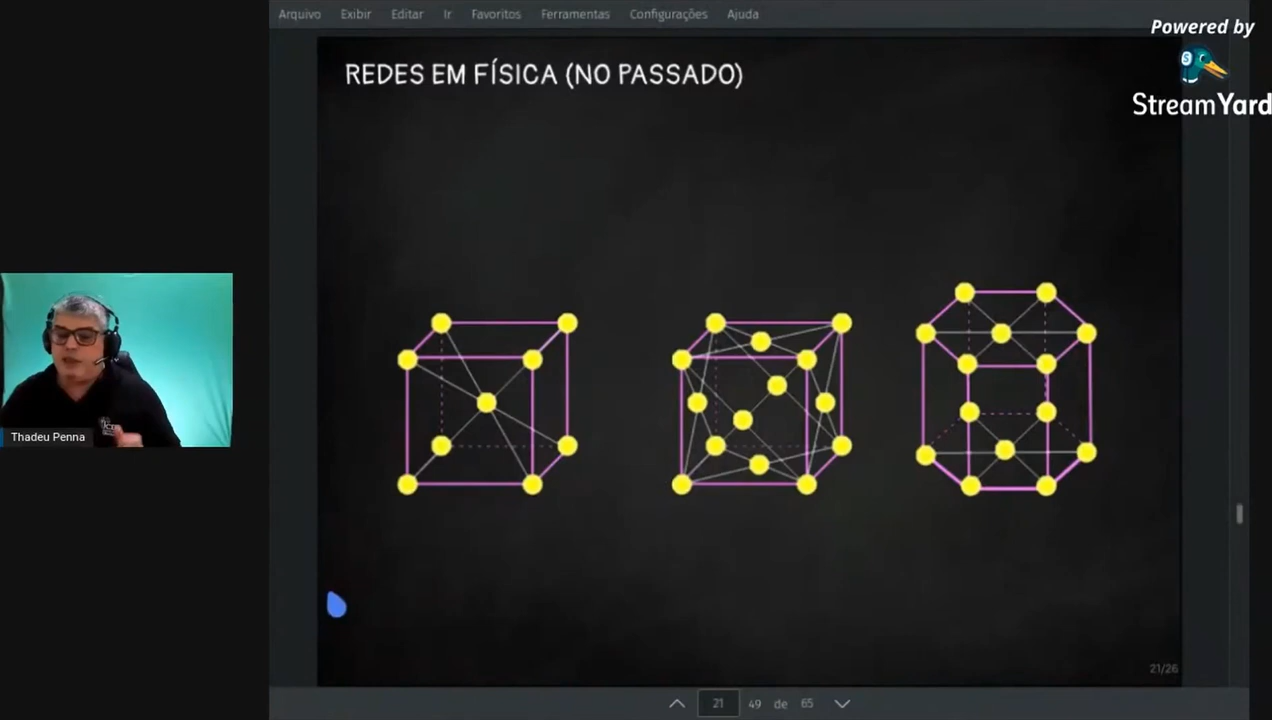 Arquivo Exibir Editar Ir Favoritos Ferramentas Configurações Ajuda
Powered by
StreamYard
REDES EM FÍSICA (NO PASSADO)
Thadeu Penna
21/26
21 49 de 65